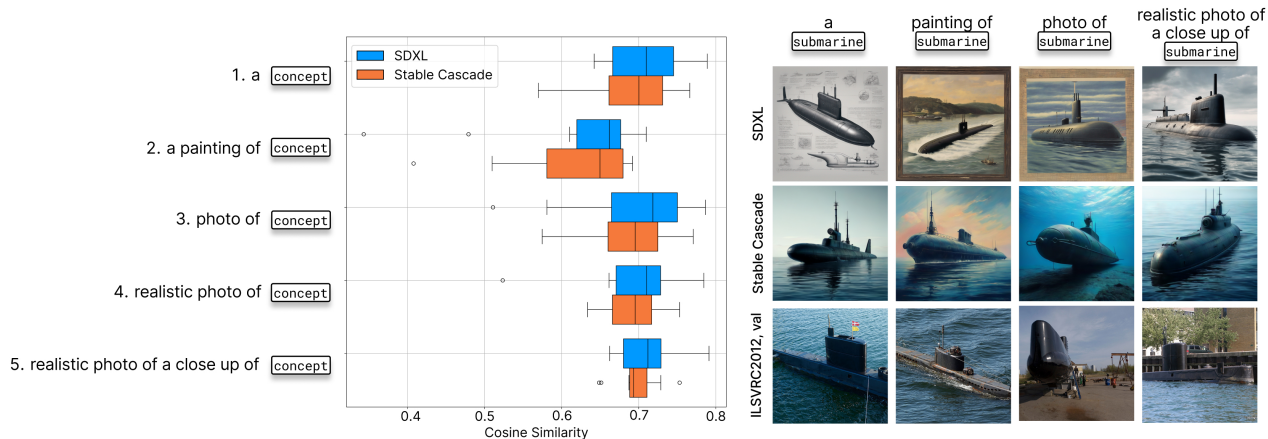 SDXL
Stable Cascade
1. a concept
2. a painting of concept
3. photo of concept
4. realistic photo of concept
5. realistic photo of a close up of concept
0.4 0.5 0.6 0.7 0.8
Cosine Similarity
a
submarine
painting of
submarine
photo of
submarine
realistic photo of
a close up of
submarine
SDXL
Stable Cascade
ILSVRC2012, val